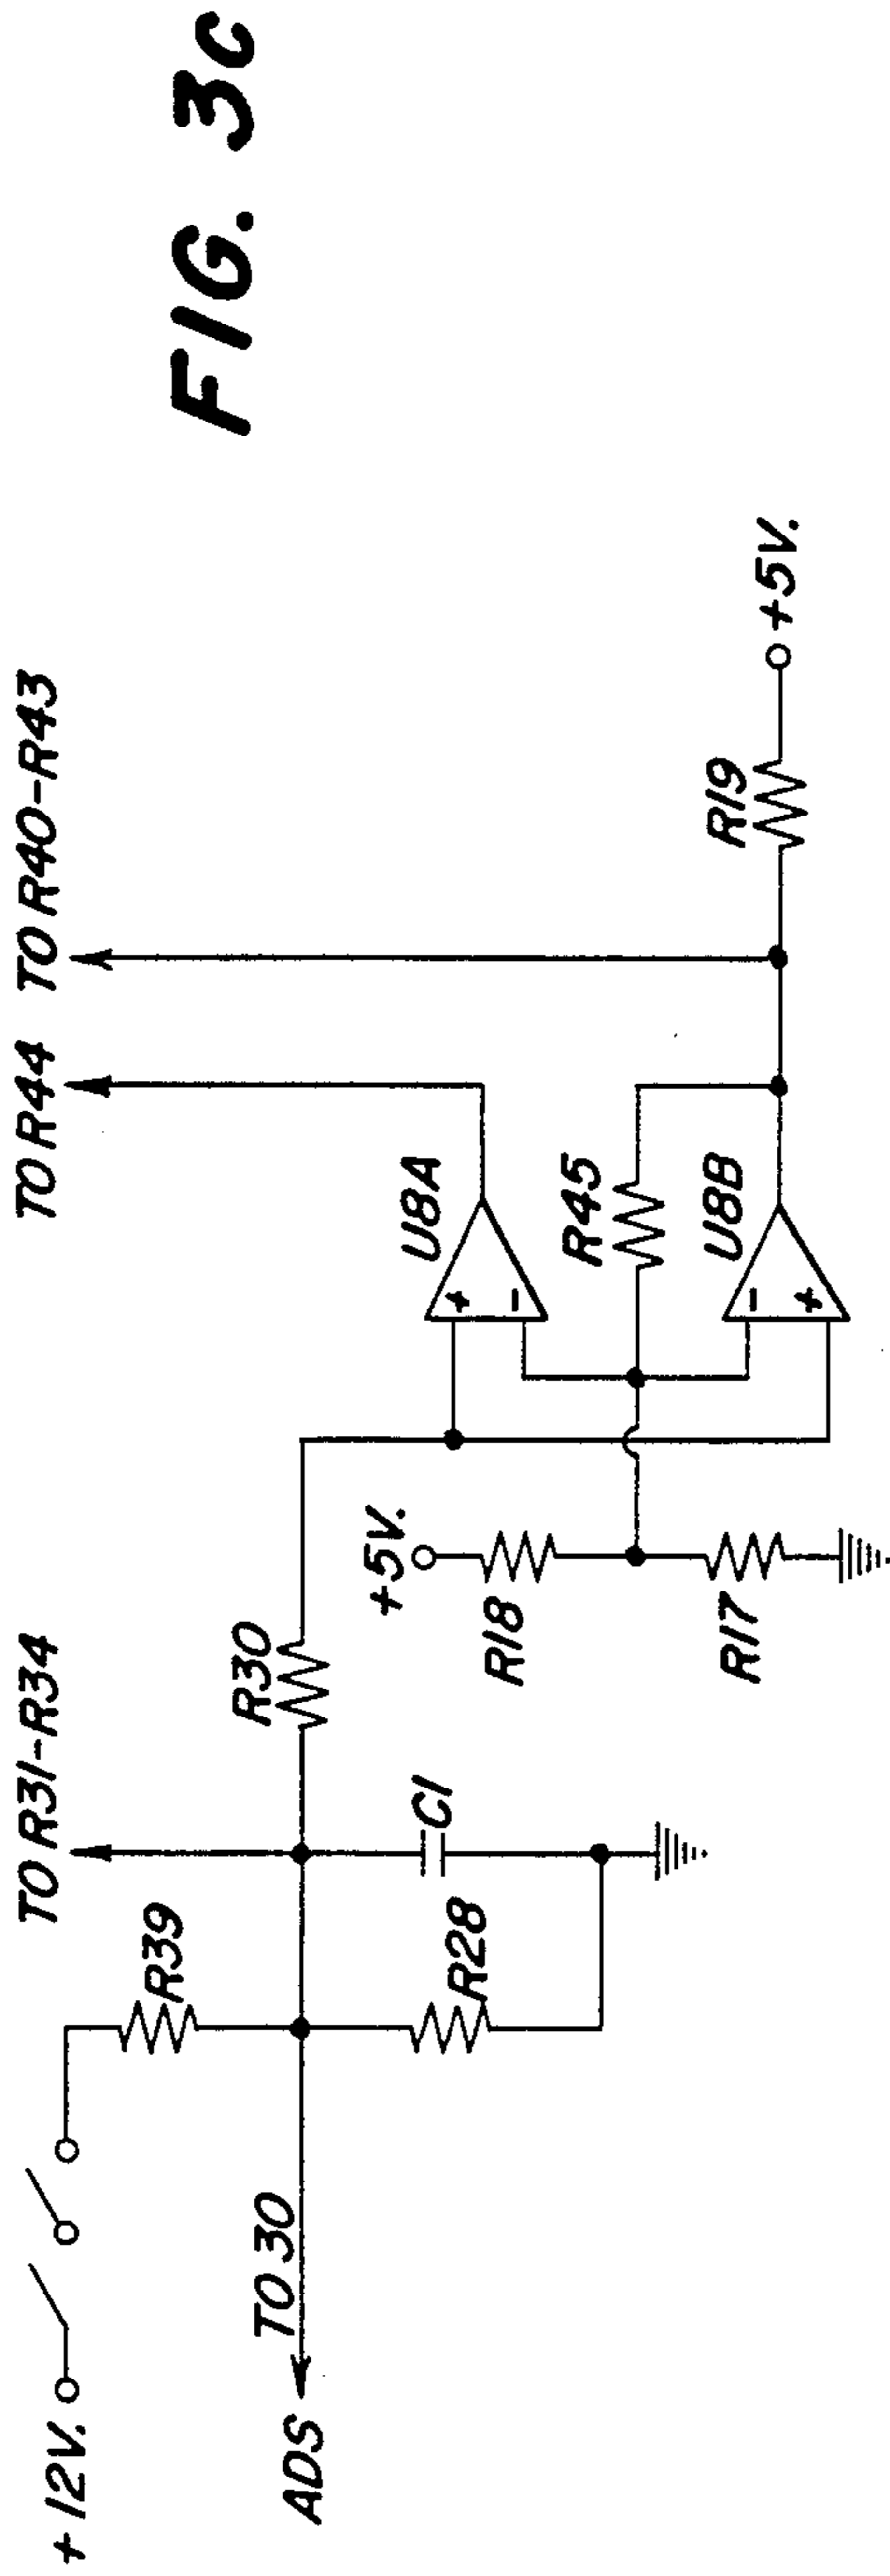 FIG. 3c
TO R31-R34
TO R44
TO R40-R43
+12V.
R39
ADS
TO 30
R30
R28
C1
+5V.
R18
R17
U8A
R45
U8B
R19
+5V.
+
-
-
+